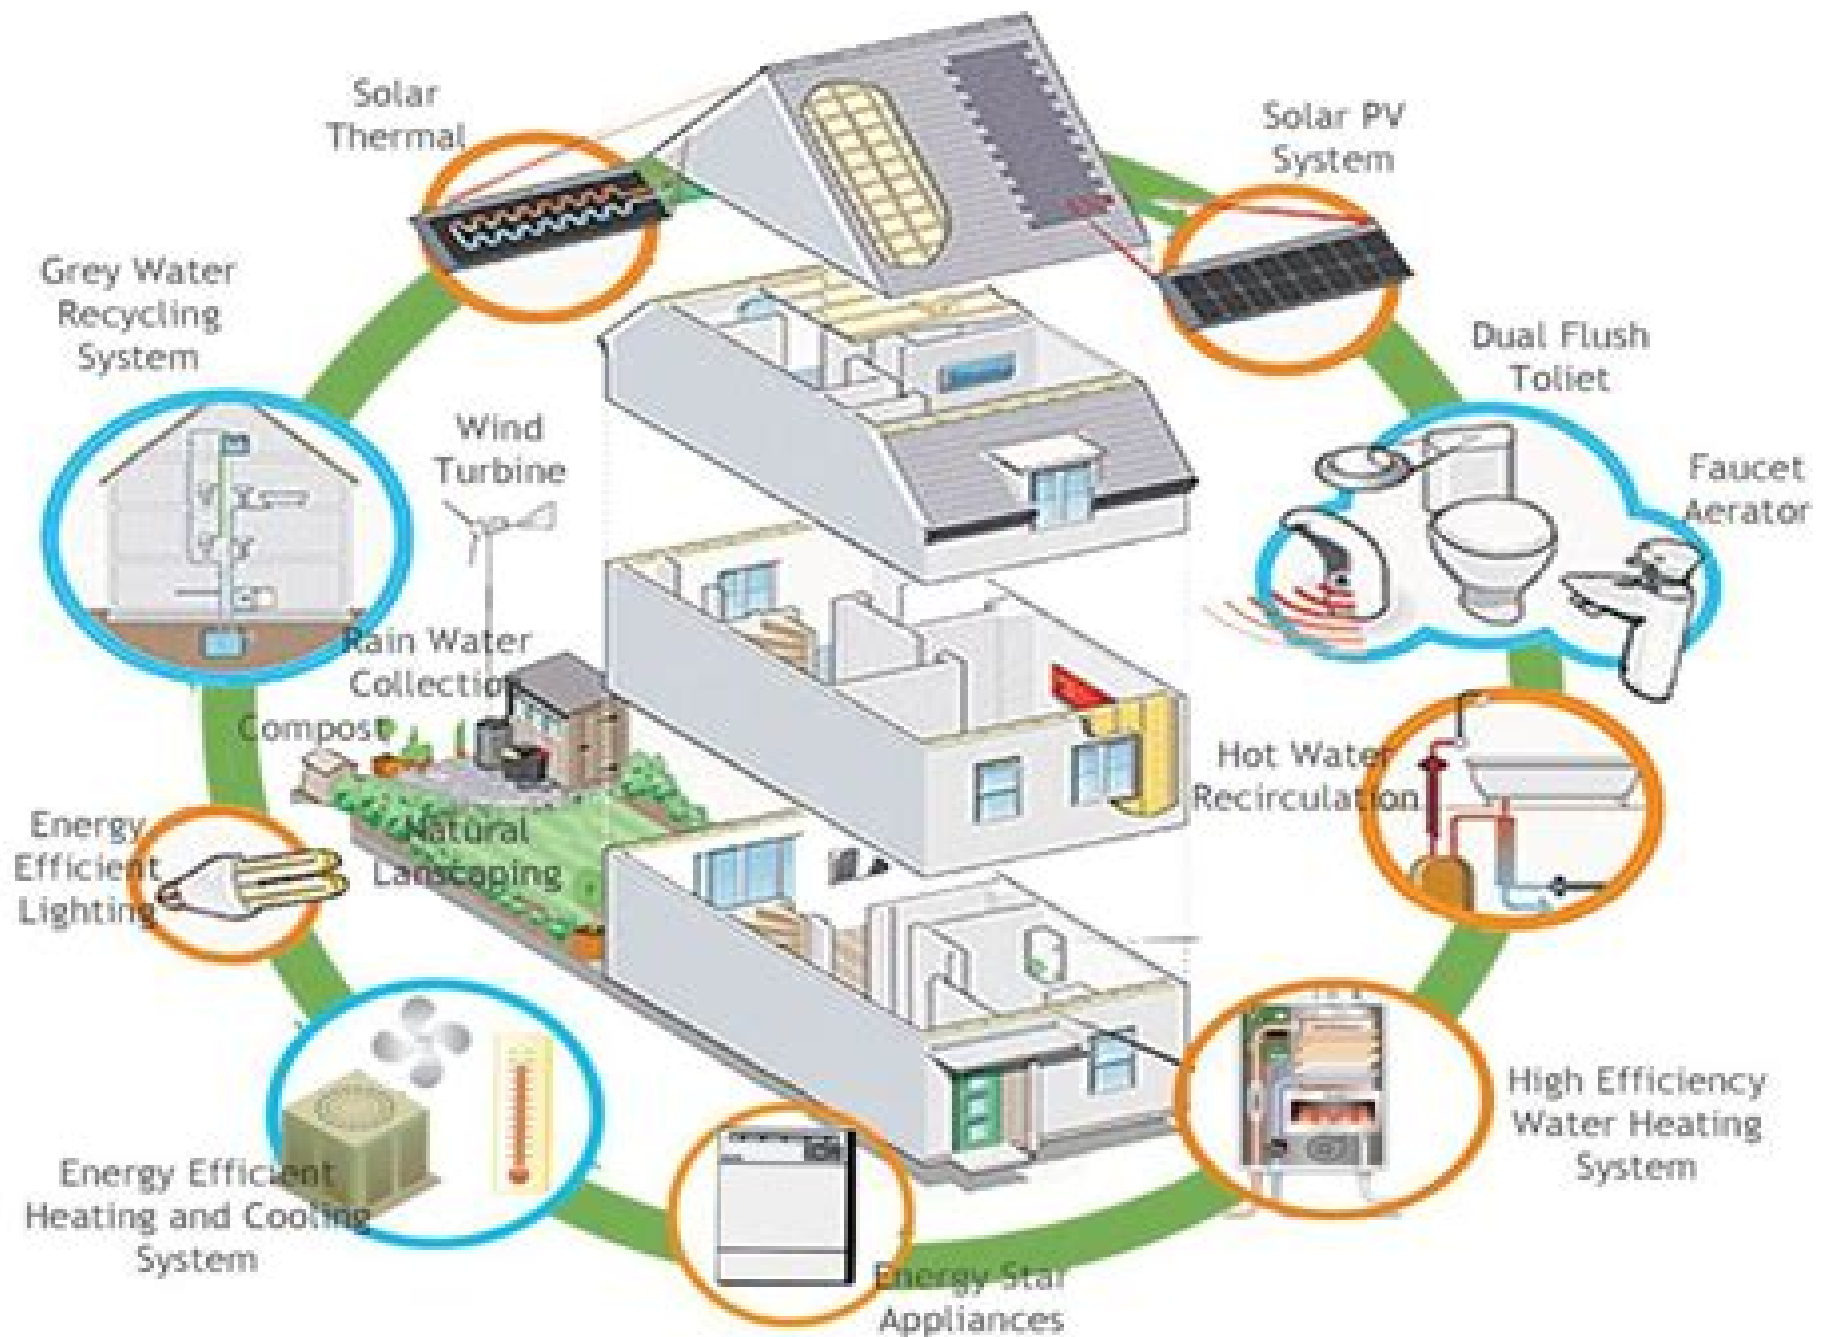 Solar
Thermal
Solar PV
System
Grey Water
Recycling
System
Dual Flush
Toliet
Wind
Turbine
Faucet
Aerator
Rain Water
Collection
Compost
Hot Water
Recirculation
Energy
Efficient
Lighting
Natural
Lanscaping
High Efficiency
Water Heating
System
Energy Efficient
Heating and Cooling
System
Energy Star
Appliances